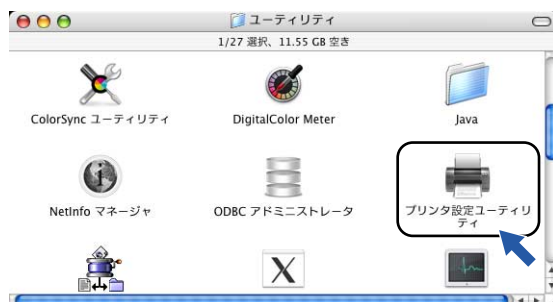 ユーティリティ
1/27 選択、11.55 GB 空き
ColorSync ユーティリティ
DigitalColor Meter
Java
NetInfo マネージャ
ODBC アドミニストレータ
プリンタ設定ユーティリ
ティ
X